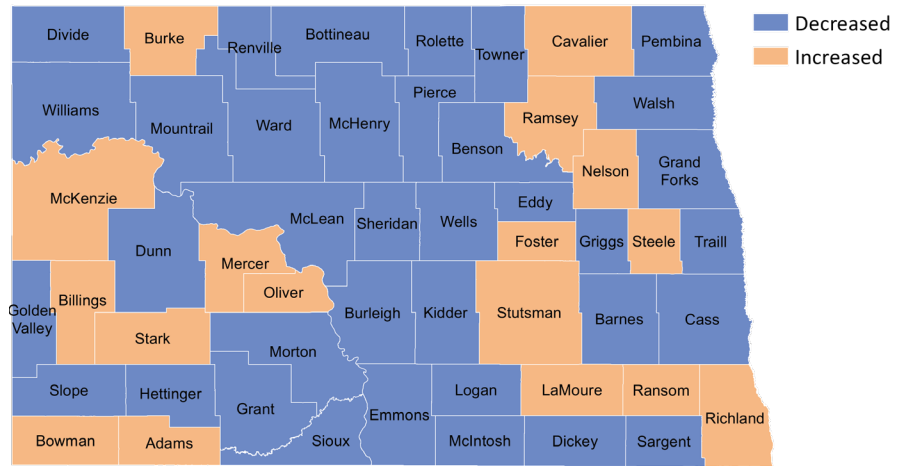 Decreased
Increased
Divide
Burke
Renville
Bottineau
Rolette
Towner
Cavalier
Pembina
Williams
Mountrail
Ward
McHenry
Pierce
Benson
Ramsey
Walsh
Nelson
Grand
Forks
McKenzie
Dunn
McLean
Sheridan
Wells
Eddy
Foster
Griggs
Steele
Traill
Mercer
Oliver
Golden
Valley
Billings
Stark
Morton
Burleigh
Kidder
Stutsman
Barnes
Cass
Slope
Hettinger
Grant
Sioux
Emmons
Logan
LaMoure
Ransom
Richland
Bowman
Adams
McIntosh
Dickey
Sargent